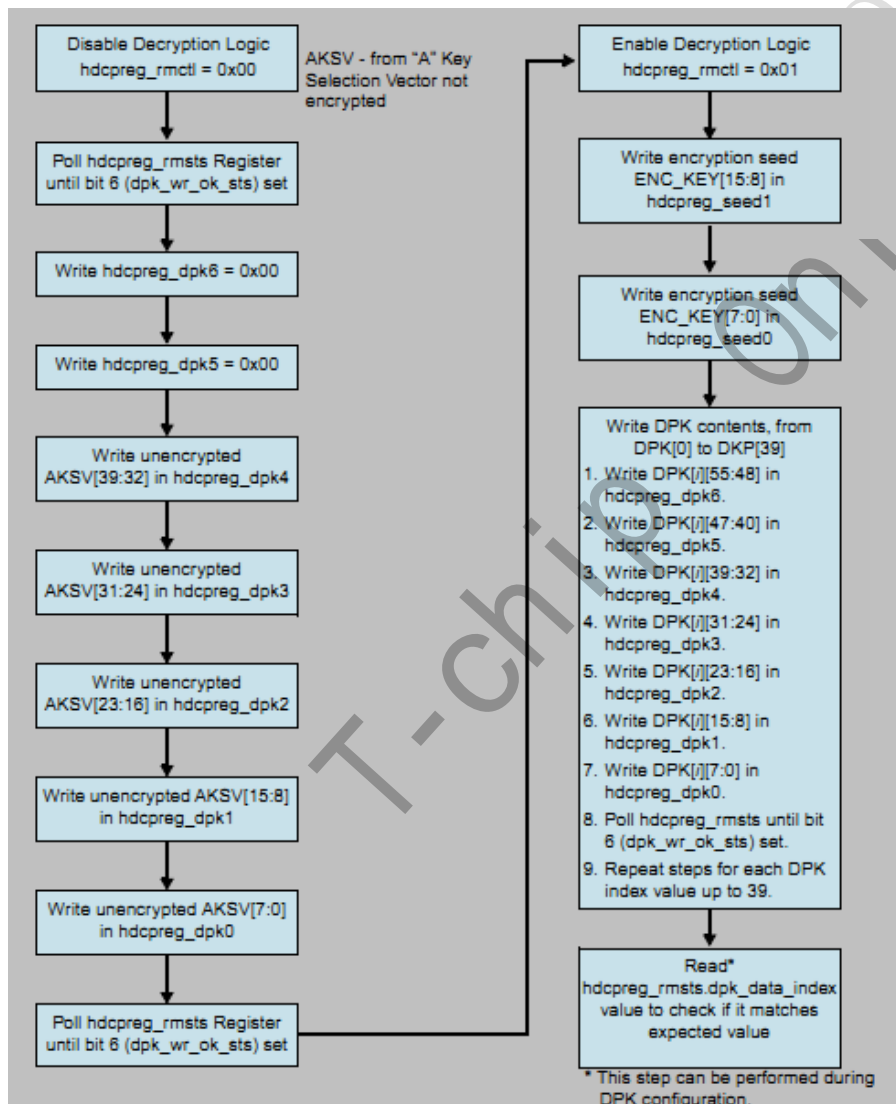 Disable Decryption Logic
hdcpreg_rmctl = 0x00
AKSV - from “A” Key
Selection Vector not
encrypted
Poll hdcpreg_rmsts Register
until bit 6 (dpk_wr_ok_sts) set
Write hdcpreg_dpk6 = 0x00
Write hdcpreg_dpk5 = 0x00
Write unencrypted
AKSV[39:32] in hdcpreg_dpk4
Write unencrypted
AKSV[31:24] in hdcpreg_dpk3
Write unencrypted
AKSV[23:16] in hdcpreg_dpk2
Write unencrypted AKSV[15:8]
in hdcpreg_dpk1
Write unencrypted AKSV[7:0]
in hdcpreg_dpk0
Poll hdcpreg_rmsts Register
until bit 6 (dpk_wr_ok_sts) set
Enable Decryption Logic
hdcpreg_rmctl = 0x01
Write encryption seed
ENC_KEY[15:8] in
hdcpreg_seed1
Write encryption seed
ENC_KEY[7:0] in
hdcpreg_seed0
Write DPK contents, from
DPK[0] to DKP[39]
1. Write DPK[i][55:48] in
hdcpreg_dpk6.
2. Write DPK[i][47:40] in
hdcpreg_dpk5.
3. Write DPK[i][39:32] in
hdcpreg_dpk4.
4. Write DPK[i][31:24] in
hdcpreg_dpk3.
5. Write DPK[i][23:16] in
hdcpreg_dpk2.
6. Write DPK[i][15:8] in
hdcpreg_dpk1.
7. Write DPK[i][7:0] in
hdcpreg_dpk0.
8. Poll hdcpreg_rmsts until bit
6 (dpk_wr_ok_sts) set.
9. Repeat steps for each DPK
index value up to 39.
Read*
hdcpreg_rmsts.dpk_data_index
value to check if it matches
expected value
* This step can be performed during
DPK configuration.
T-chip